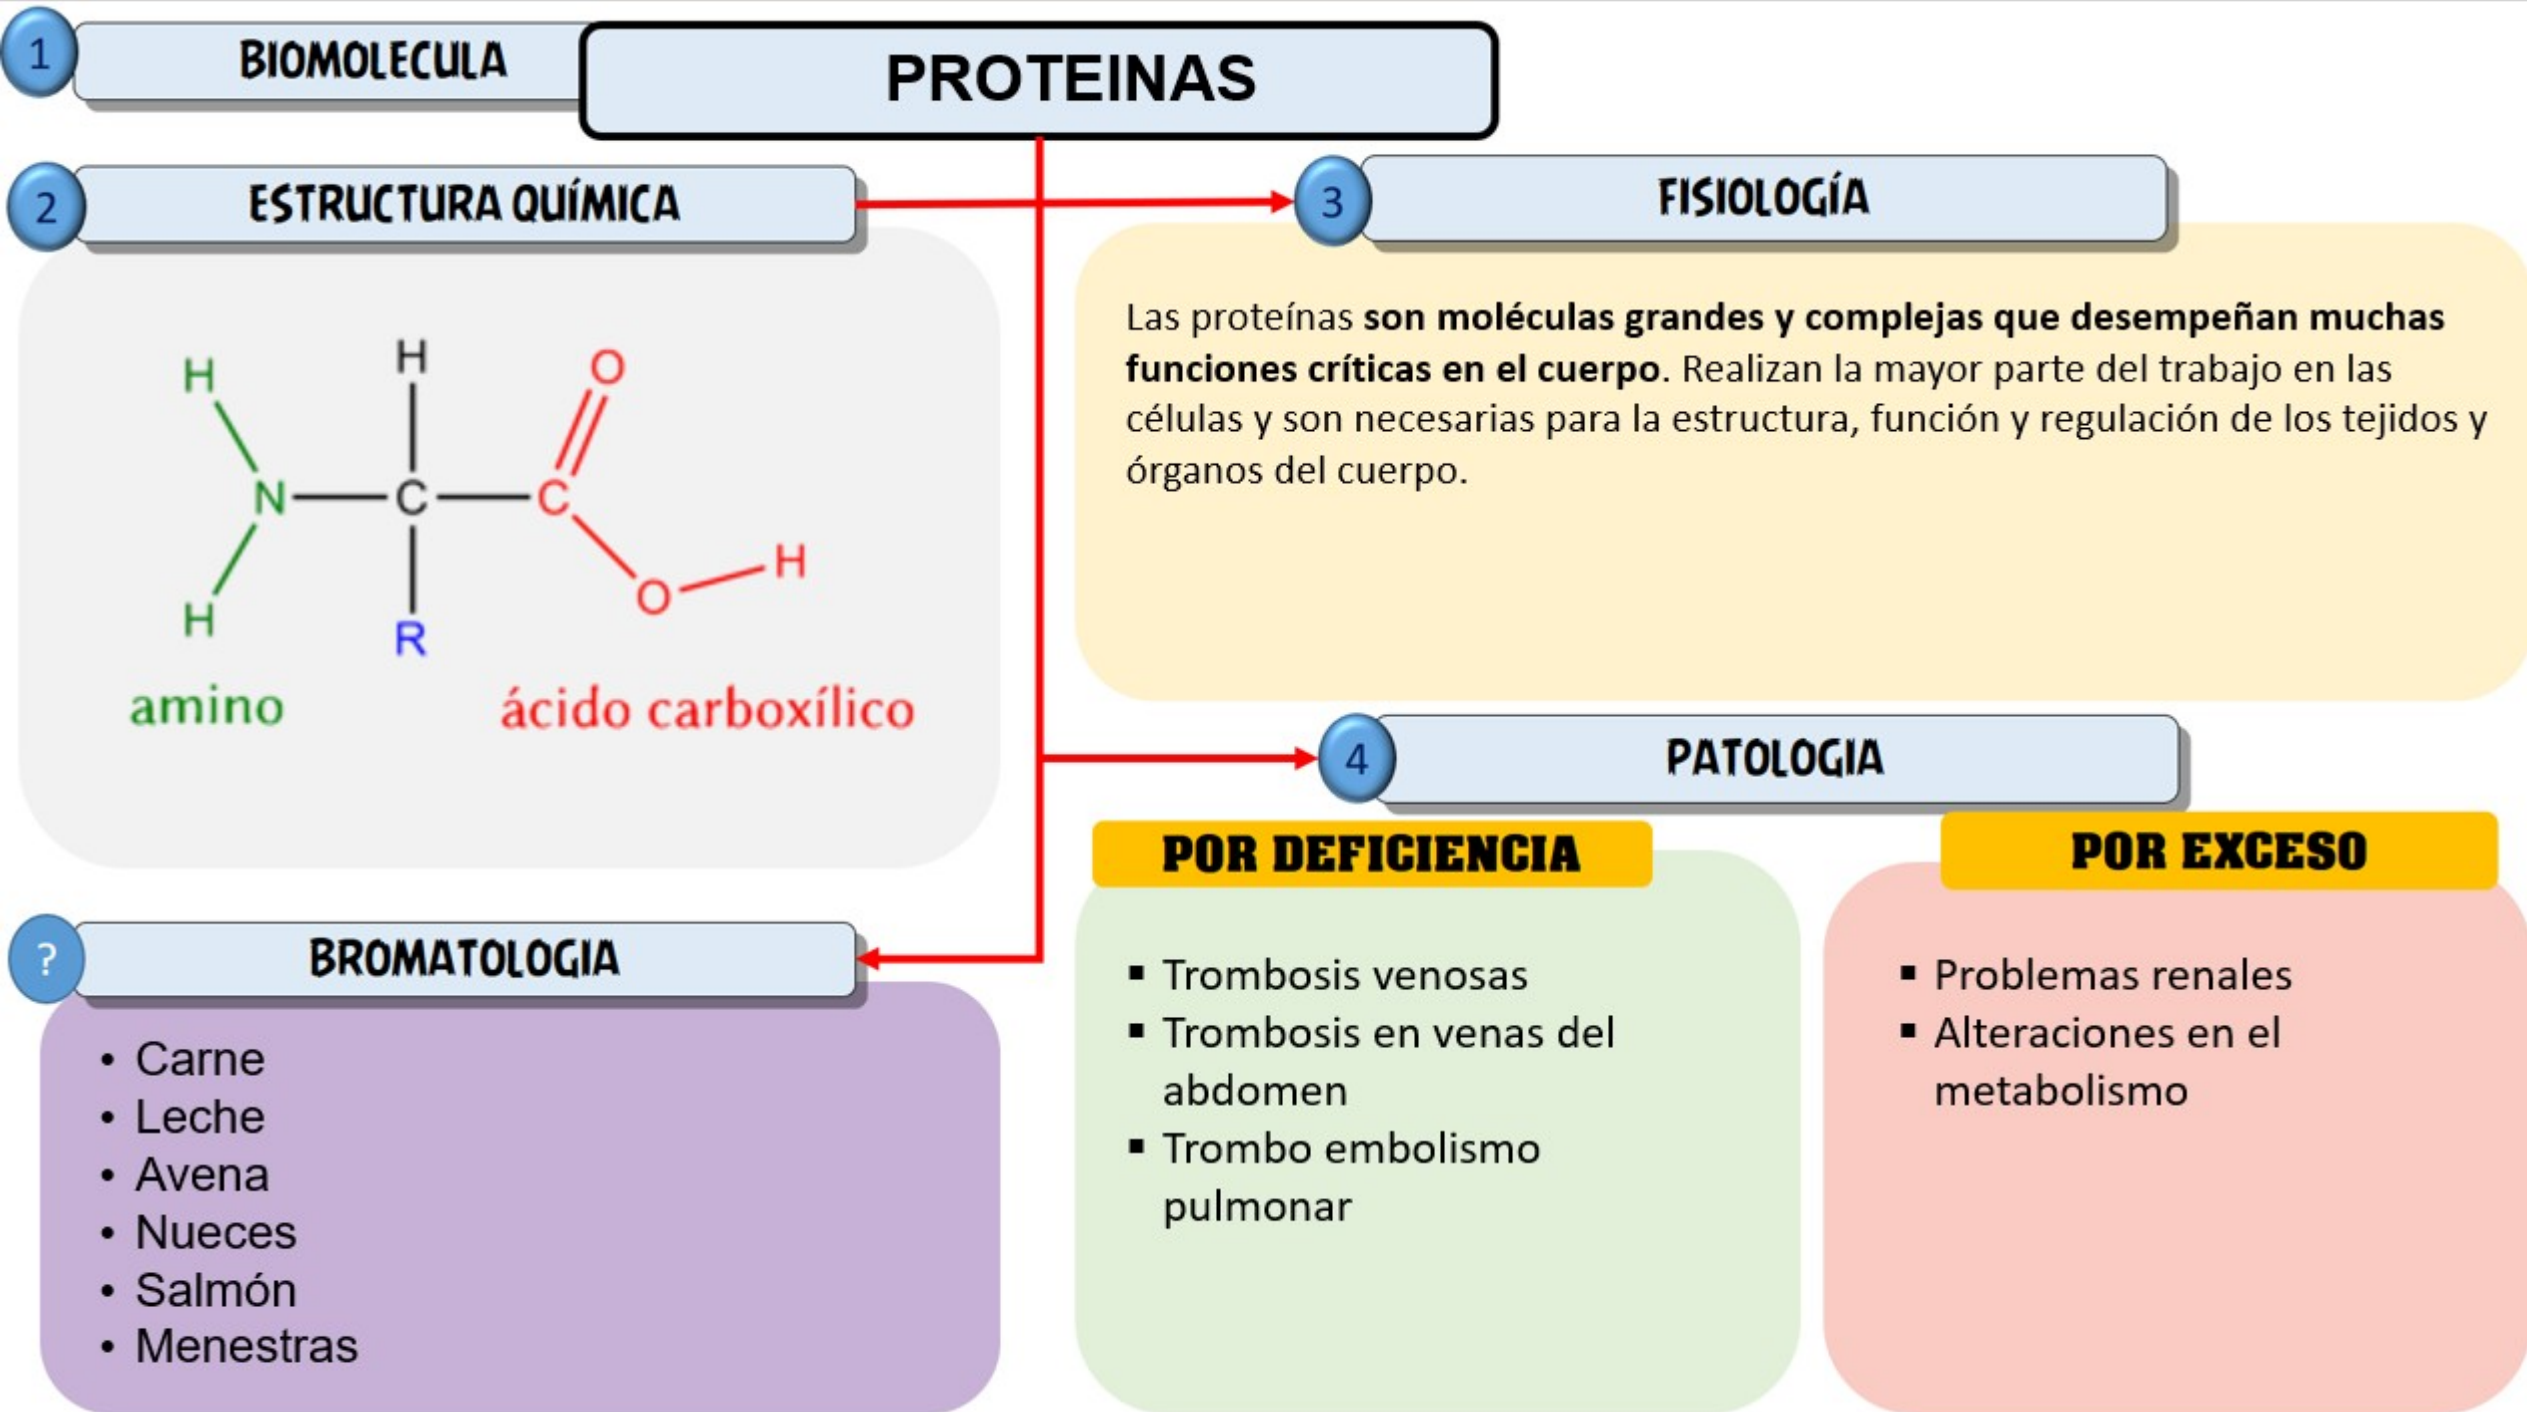 1
BIOMOLECULA
PROTEINAS
2
ESTRUCTURA QUÍMICA
H
H
O
N
C
C
H
O
H
R
amino
ácido carboxílico
3
FISIOLOGÍA
Las proteínas son moléculas grandes y complejas que desempeñan muchas
funciones críticas en el cuerpo. Realizan la mayor parte del trabajo en las
células y son necesarias para la estructura, función y regulación de los tejidos y
órganos del cuerpo.
4
PATOLOGIA
POR DEFICIENCIA
▪ Trombosis venosas
▪ Trombosis en venas del
abdomen
▪ Trombo embolismo
pulmonar
POR EXCESO
▪ Problemas renales
▪ Alteraciones en el
metabolismo
?
BROMATOLOGIA
• Carne
• Leche
• Avena
• Nueces
• Salmón
• Menestras